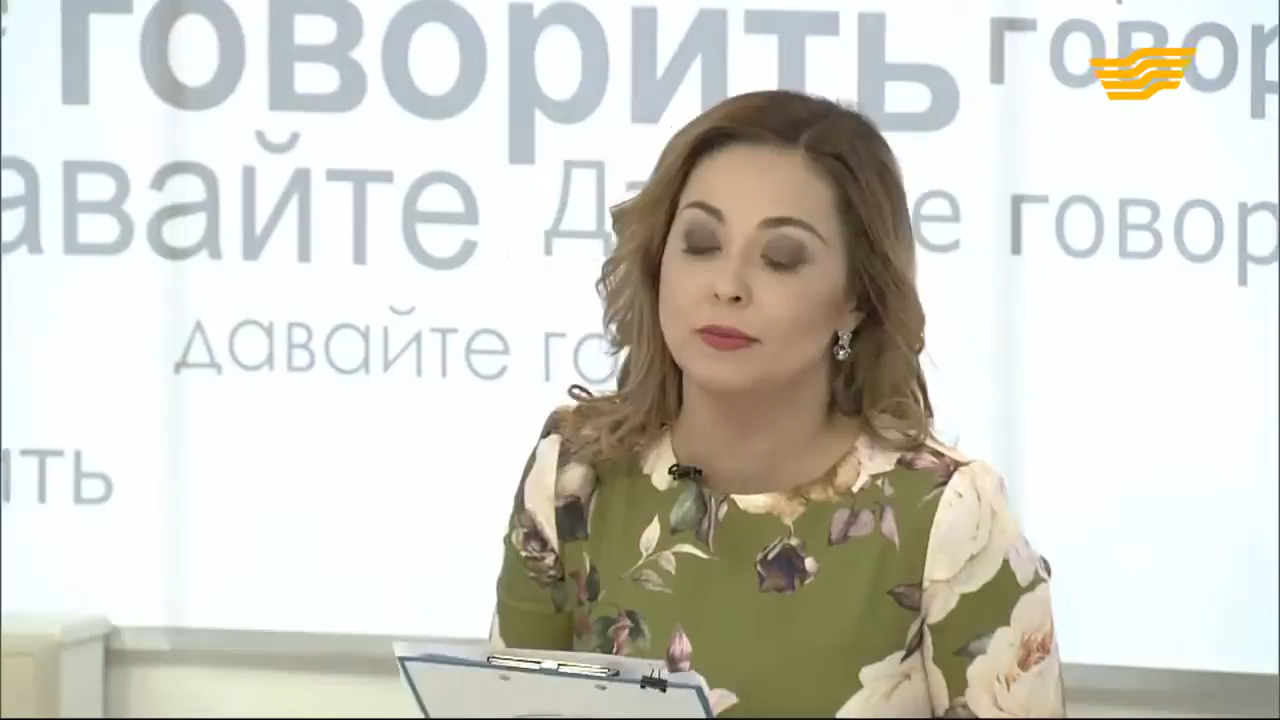 говорить говор
авайте говор
давайте го
ить